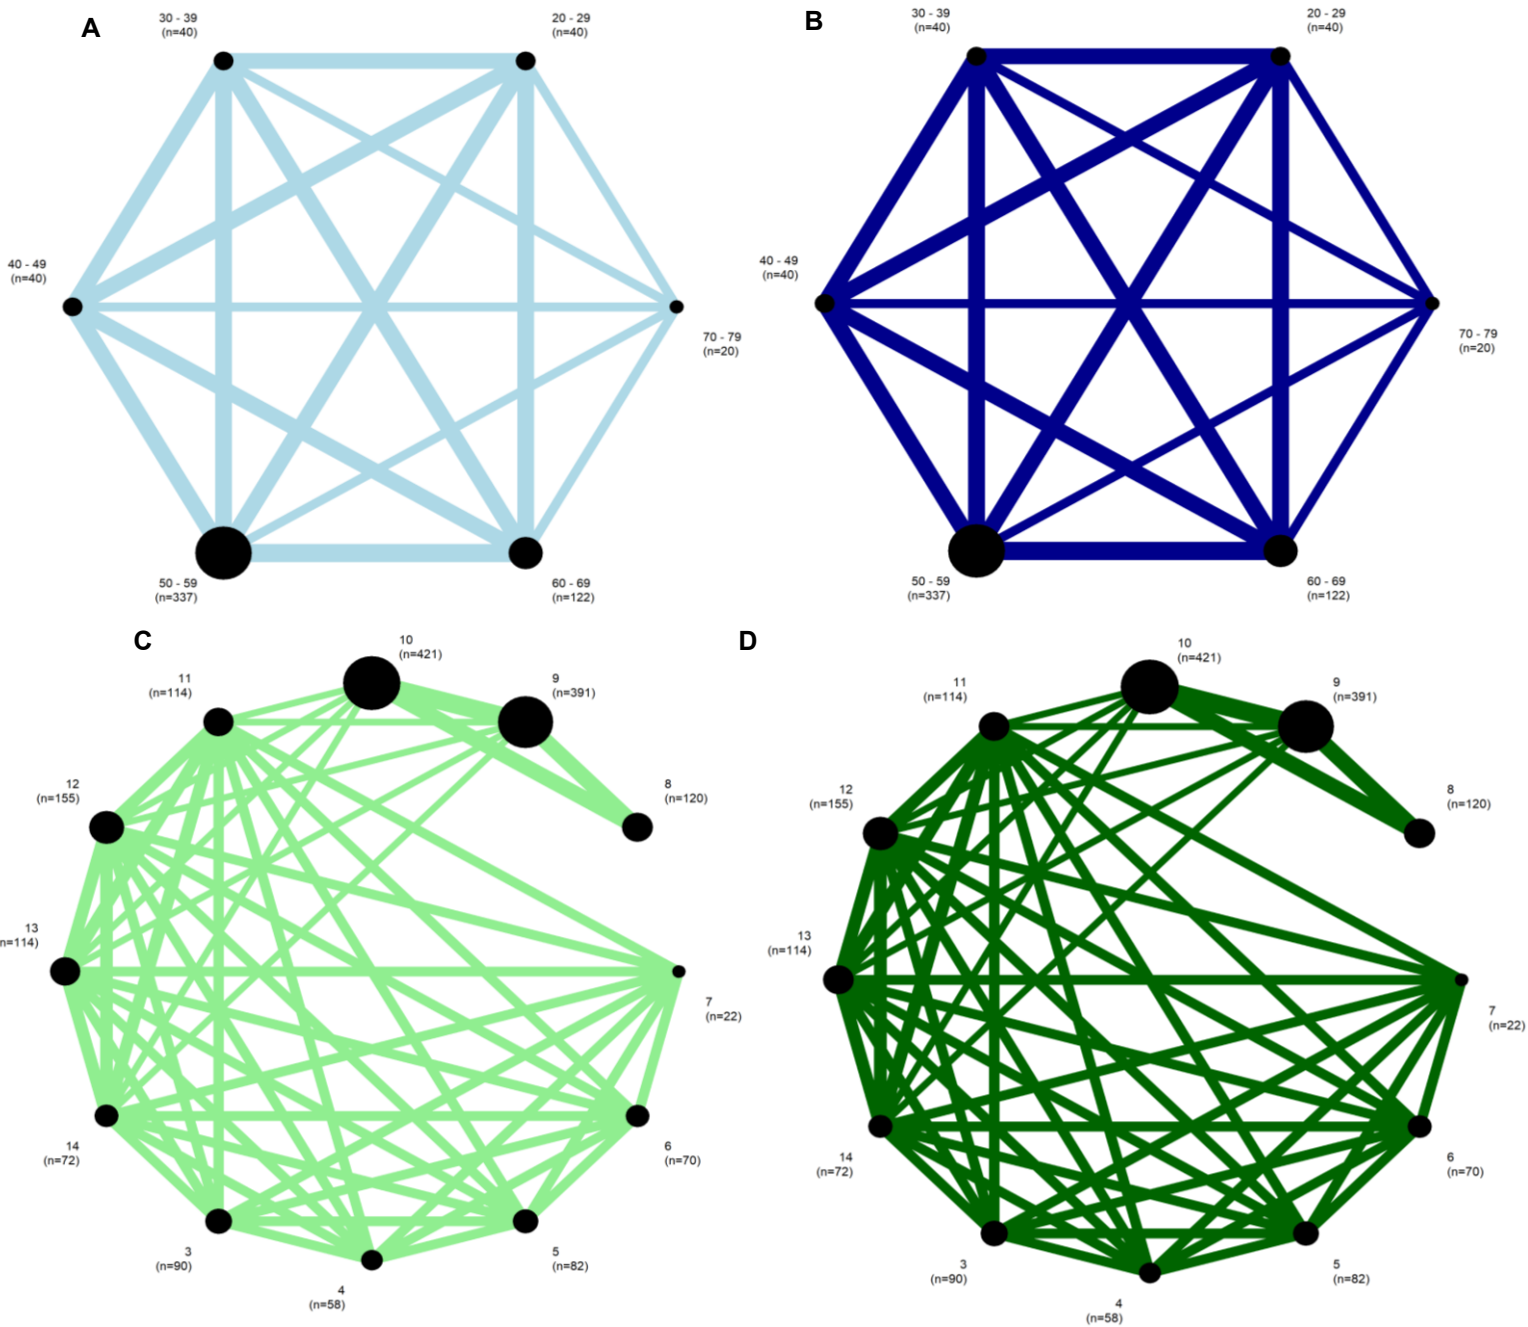 A
30 - 39
(n=40)
20 - 29
(n=40)
40 - 49
(n=40)
70 - 79
(n=20)
50 - 59
(n=337)
60 - 69
(n=122)
B
30 - 39
(n=40)
20 - 29
(n=40)
40 - 49
(n=40)
70 - 79
(n=20)
50 - 59
(n=337)
60 - 69
(n=122)
C
10
(n=421)
11
(n=114)
9
(n=391)
12
(n=155)
8
(n=120)
13
n=114)
7
(n=22)
14
(n=72)
6
(n=70)
3
(n=90)
5
(n=82)
4
(n=58)
D
10
(n=421)
11
(n=114)
9
(n=391)
12
(n=155)
8
(n=120)
13
(n=114)
7
(n=22)
14
(n=72)
6
(n=70)
3
(n=90)
5
(n=82)
4
(n=58)